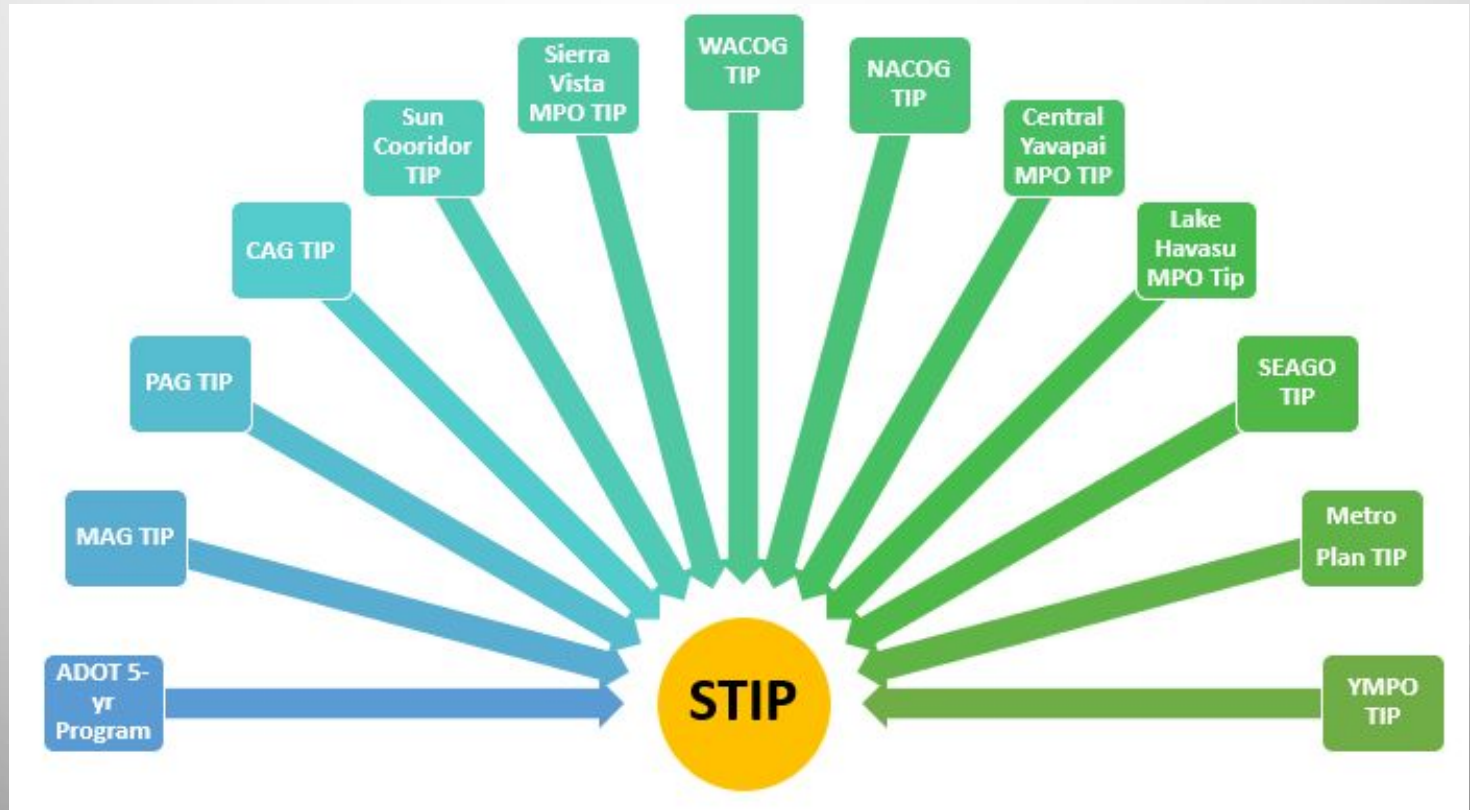 ADOT 5-
yr
Program
MAG TIP
PAG TIP
CAG TIP
Sun
Cooridor
TIP
Sierra
Vista
MPO TIP
WACOG
TIP
NACOG
TIP
Central
Yavapai
MPO TIP
Lake
Havasu
MPO Tip
SEAGO
TIP
Metro
Plan TIP
YMPO
TIP
STIP